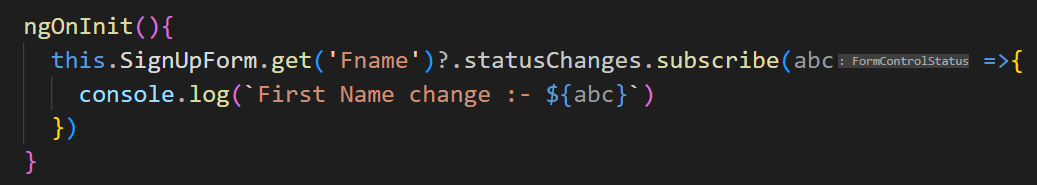 ngOnInit(){
this.SignUpForm.get('Fname')?.statusChanges.subscribe(abc: FormControlStatus =>{
console.log(`First Name change :- ${abc}`)
})
}